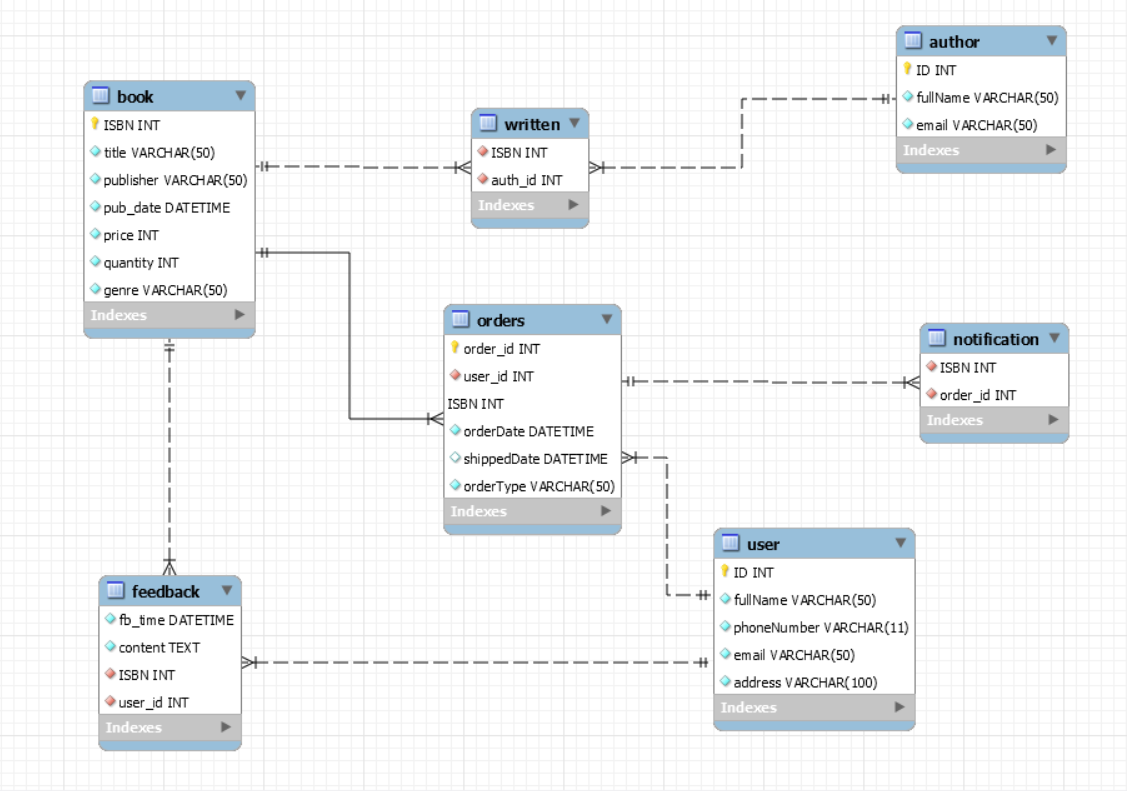 book
ISBN INT
title VARCHAR(50)
publisher VARCHAR(50)
pub_date DATETIME
price INT
quantity INT
genre VARCHAR(50)
Indexes
written
ISBN INT
auth_id INT
Indexes
author
ID INT
fullName VARCHAR(50)
email VARCHAR(50)
Indexes
orders
order_id INT
user_id INT
ISBN INT
orderDate DATETIME
shippedDate DATETIME
orderType VARCHAR(50)
Indexes
notification
ISBN INT
order_id INT
Indexes
feedback
fb_time DATETIME
content TEXT
ISBN INT
user_id INT
Indexes
user
ID INT
fullName VARCHAR(50)
phoneNumber VARCHAR(11)
email VARCHAR(50)
address VARCHAR(100)
Indexes